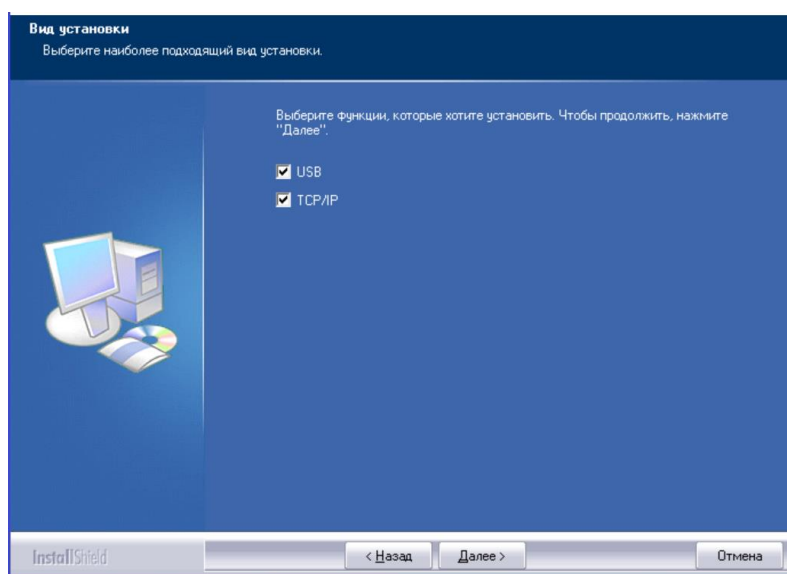 Вид установки
Выберите наиболее подходящий вид установки.
Выберите функции, которые хотите установить. Чтобы продолжить, нажмите
"Далее".
USB
TCP/IP
InstallShield
< Назад
Далее >
Отмена